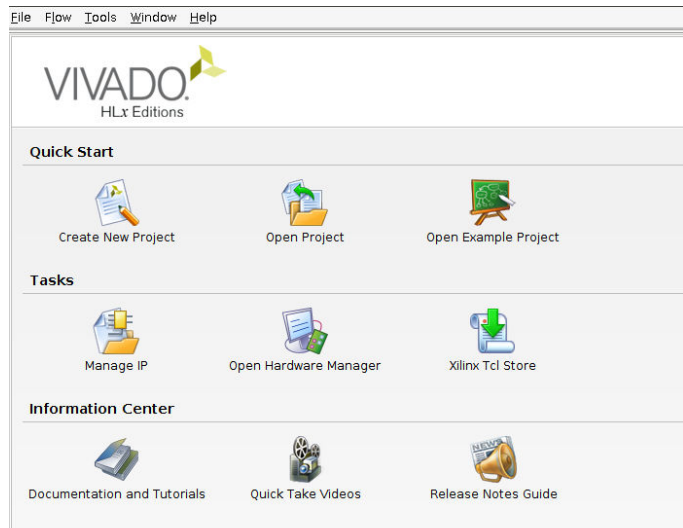 File Flow Tools Window Help
VIVADO.
HLx Editions
Quick Start
Create New Project Open Project Open Example Project
Tasks
Manage IP Open Hardware Manager Xilinx Tcl Store
Information Center
NEWS
Documentation and Tutorials Quick Take Videos Release Notes Guide